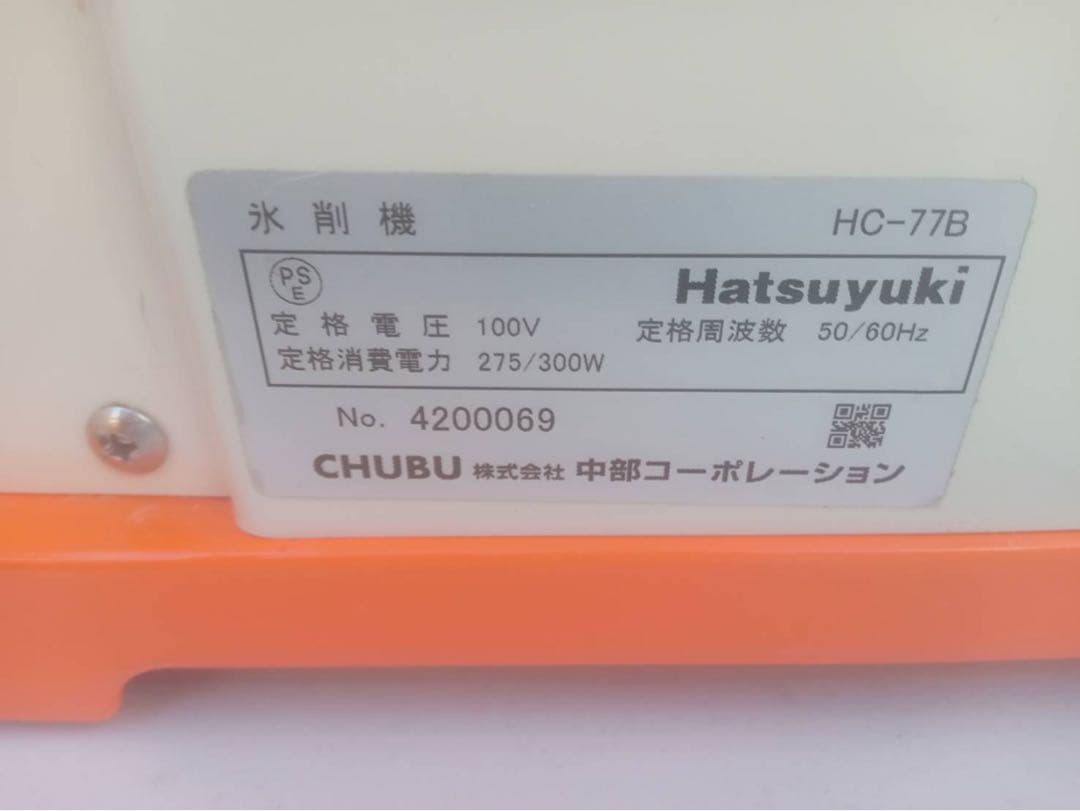 氷削機 HC-77B
PS
E
Hatsuyuki
定格電圧 100V 定格周波数 50/60Hz
定格消費電力 275/300W
No. 4200069
CHUBU 株式会社 中部コーポレーション